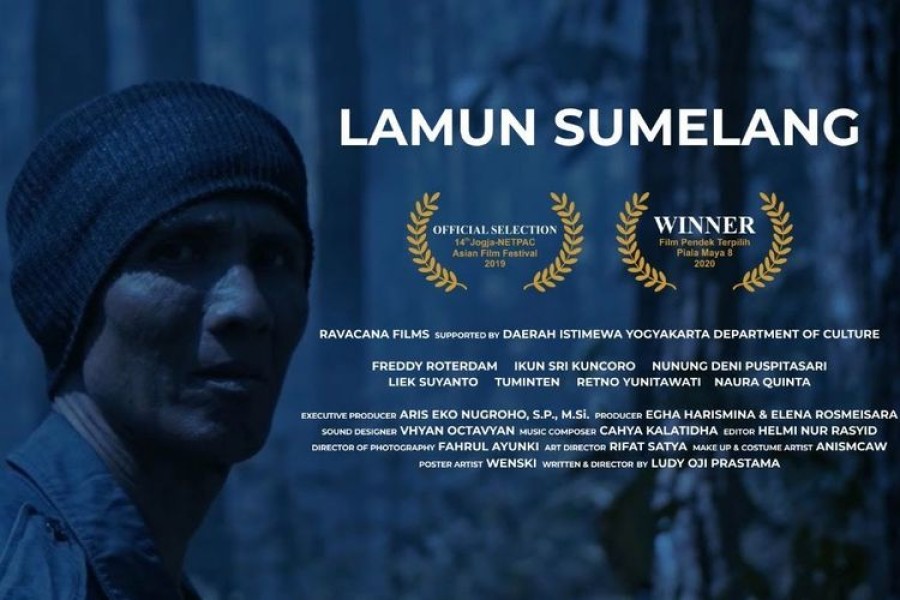 LAMUN SUMELANG
OFFICIAL SELECTION
14th Jogja-NETPAC
Asian Film Festival
2019
WINNER
Film Pendek Terpilih
Piala Maya 8
2020
RAVACANA FILMS SUPPORTED BY DAERAH ISTIMEWA YOGYAKARTA DEPARTMENT OF CULTURE
FREDDY ROTERDAM IKUN SRI KUNCORO NUNUNG DENI PUSPITASARI
LIEK SUYANTO TUMINTEN RETNO YUNITAWATI NAURA QUINTA
EXECUTIVE PRODUCER ARIS EKO NUGROHO, S.P., M.Si. PRODUCER EGHA HARISMINA & ELENA ROSMEISARA
SOUND DESIGNER VHYAN OCTAVYAN MUSIC COMPOSER CAHYA KALATIDHA EDITOR HELMI NUR RASYID
DIRECTOR OF PHOTOGRAPHY FAHRUL AYUNKI ART DIRECTOR RIFAT SATYA MAKE UP & COSTUME ARTIST ANISMCAW
POSTER ARTIST WENSKI WRITTEN & DIRECTOR BY LUDY OJI PRASTAMA